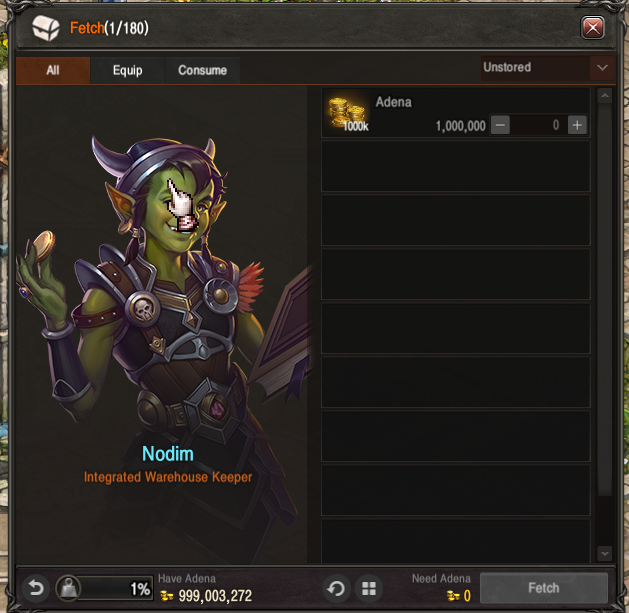 Fetch(1/180)
All Equip Consume Unstored
Adena
1000k 1,000,000 0
Nodim
Integrated Warehouse Keeper
1% Have Adena 999,003,272
Need Adena 0
Fetch